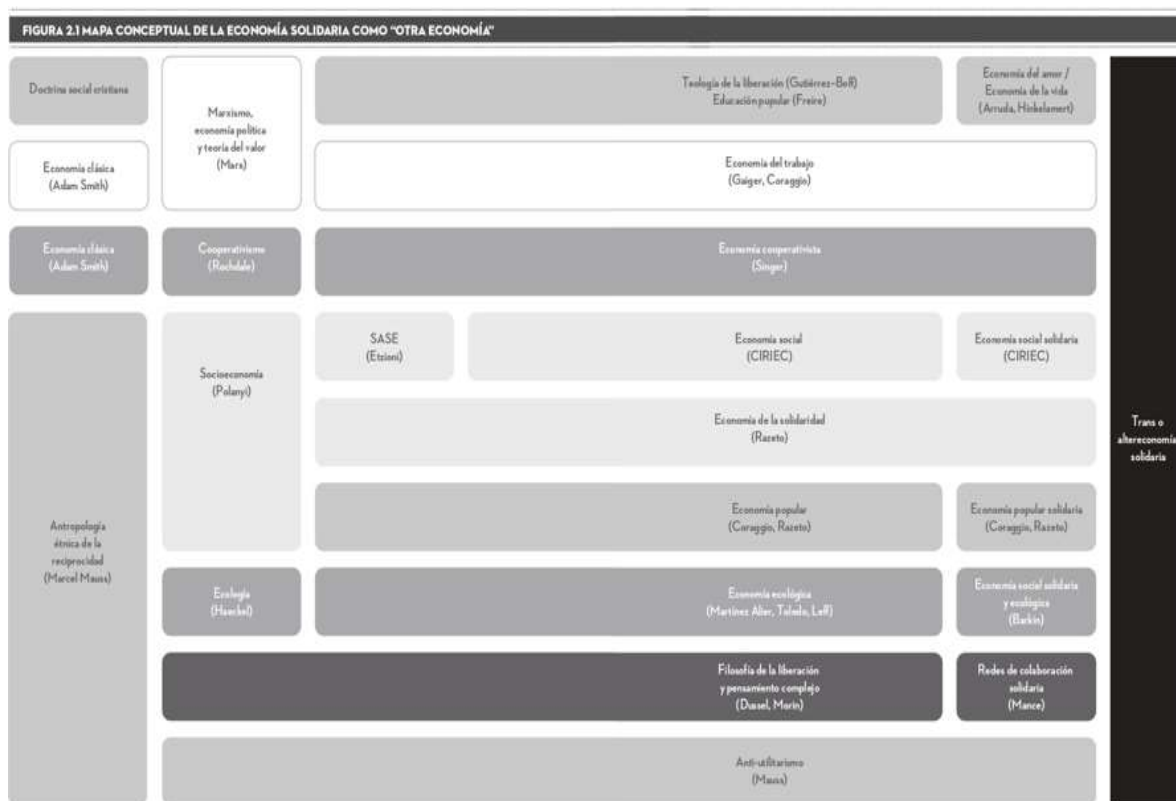 FIGURA 2.1 MAPA CONCEPTUAL DE LA ECONOMÍA SOLIDARIA COMO “OTRA ECONOMÍA”
Doctrina social cristiana
Marxismo,
economía política
y teoría del valor
(Marx)
Teología de la liberación (Gutiérrez–Boff)
Educación pupular (Freire)
Economía del amor /
Economía de la vida
(Arruda, Hinkelamert)
Economía clásica
(Adam Smith)
Economía del trabajo
(Gaiger, Coraggio)
Economía clásica
(Adam Smith)
Cooperativismo
(Rochdale)
Economía cooperativista
(Singer)
Antropología
étnica de la
reciprocidad
(Marcel Mauss)
Socioeconomía
(Polanyi)
SASE
(Etzioni)
Economía social
(CIRIEC)
Economía social solidaria
(CIRIEC)
Economía de la solidaridad
(Razeto)
Economía popular
(Coraggio, Razeto)
Economía popular solidaria
(Coraggio, Razeto)
Ecología
(Haeckel)
Economía ecológica
(Martínez Alier, Toledo, Leff)
Economía social solidaria
y ecológica
(Barkin)
Filosofía de la liberación
y pensamiento complejo
(Dussel, Morin)
Redes de colaboración
solidaria
(Mance)
Anti-utilitarismo
(Mauss)
Trans o
altereconomía
solidaria